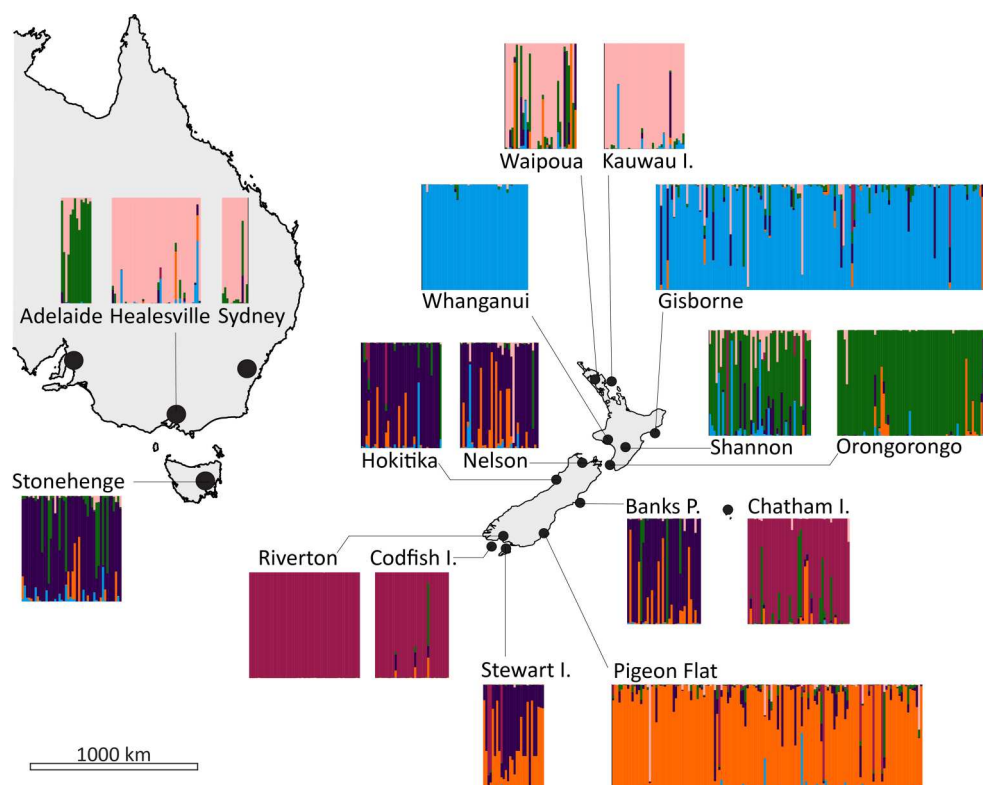 Waipoua
Kauwau I.
Whanganui
Gisborne
Adelaide
Healesville
Sydney
Hokitika
Nelson
Shannon
Orongorongo
Stonehenge
Banks P.
Chatham I.
Riverton
Codfish I.
Stewart I.
Pigeon Flat
1000 km